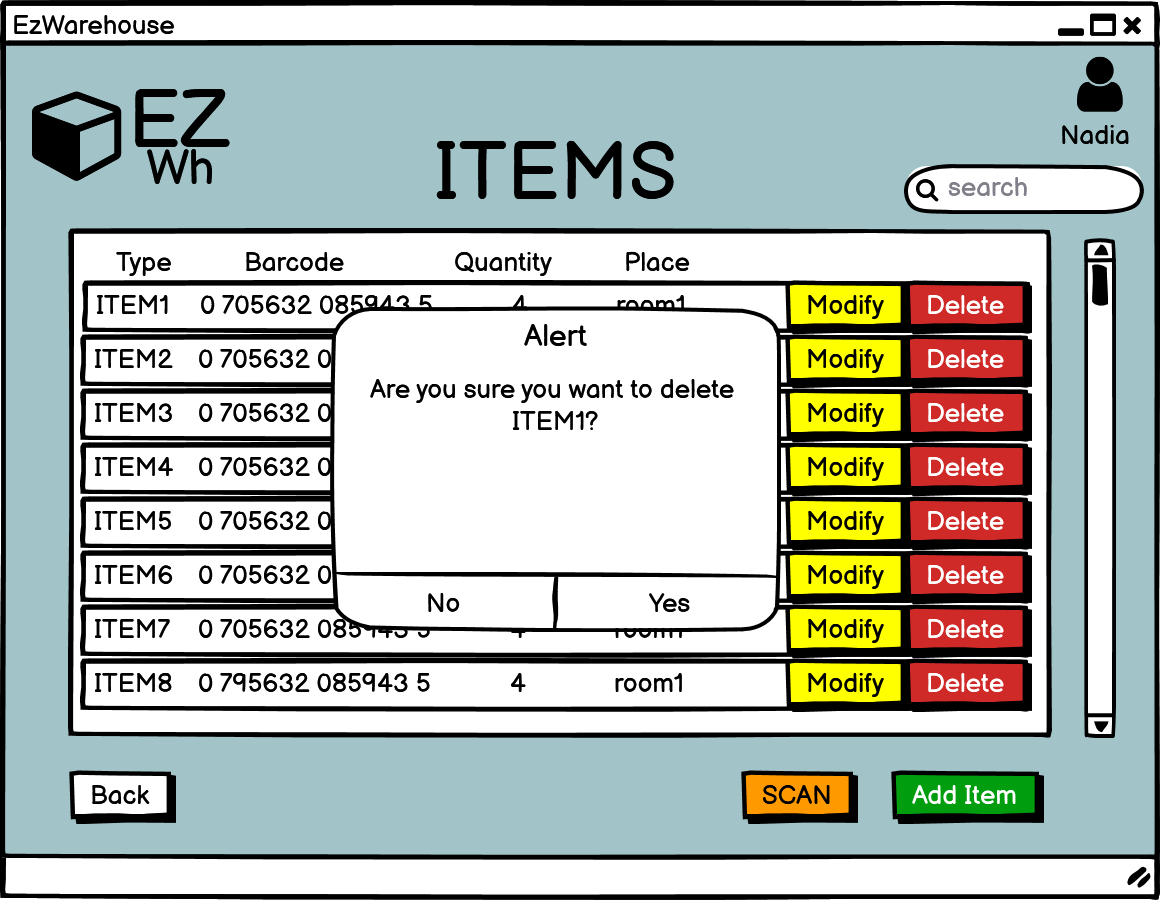 EzWarehouse
EZ
Wh
Nadia
ITEMS
search
Type Barcode Quantity Place
ITEM1 0 705632 085943 5 4 room1 Modify Delete
Alert
Are you sure you want to delete
ITEM1?
No Yes
ITEM2 0 705632 0 Modify Delete
ITEM3 0 705632 0 Modify Delete
ITEM4 0 705632 0 Modify Delete
ITEM5 0 705632 0 Modify Delete
ITEM6 0 705632 0 Modify Delete
ITEM7 0 705632 085943 5 4 room1 Modify Delete
ITEM8 0 795632 085943 5 4 room1 Modify Delete
Back SCAN Add Item